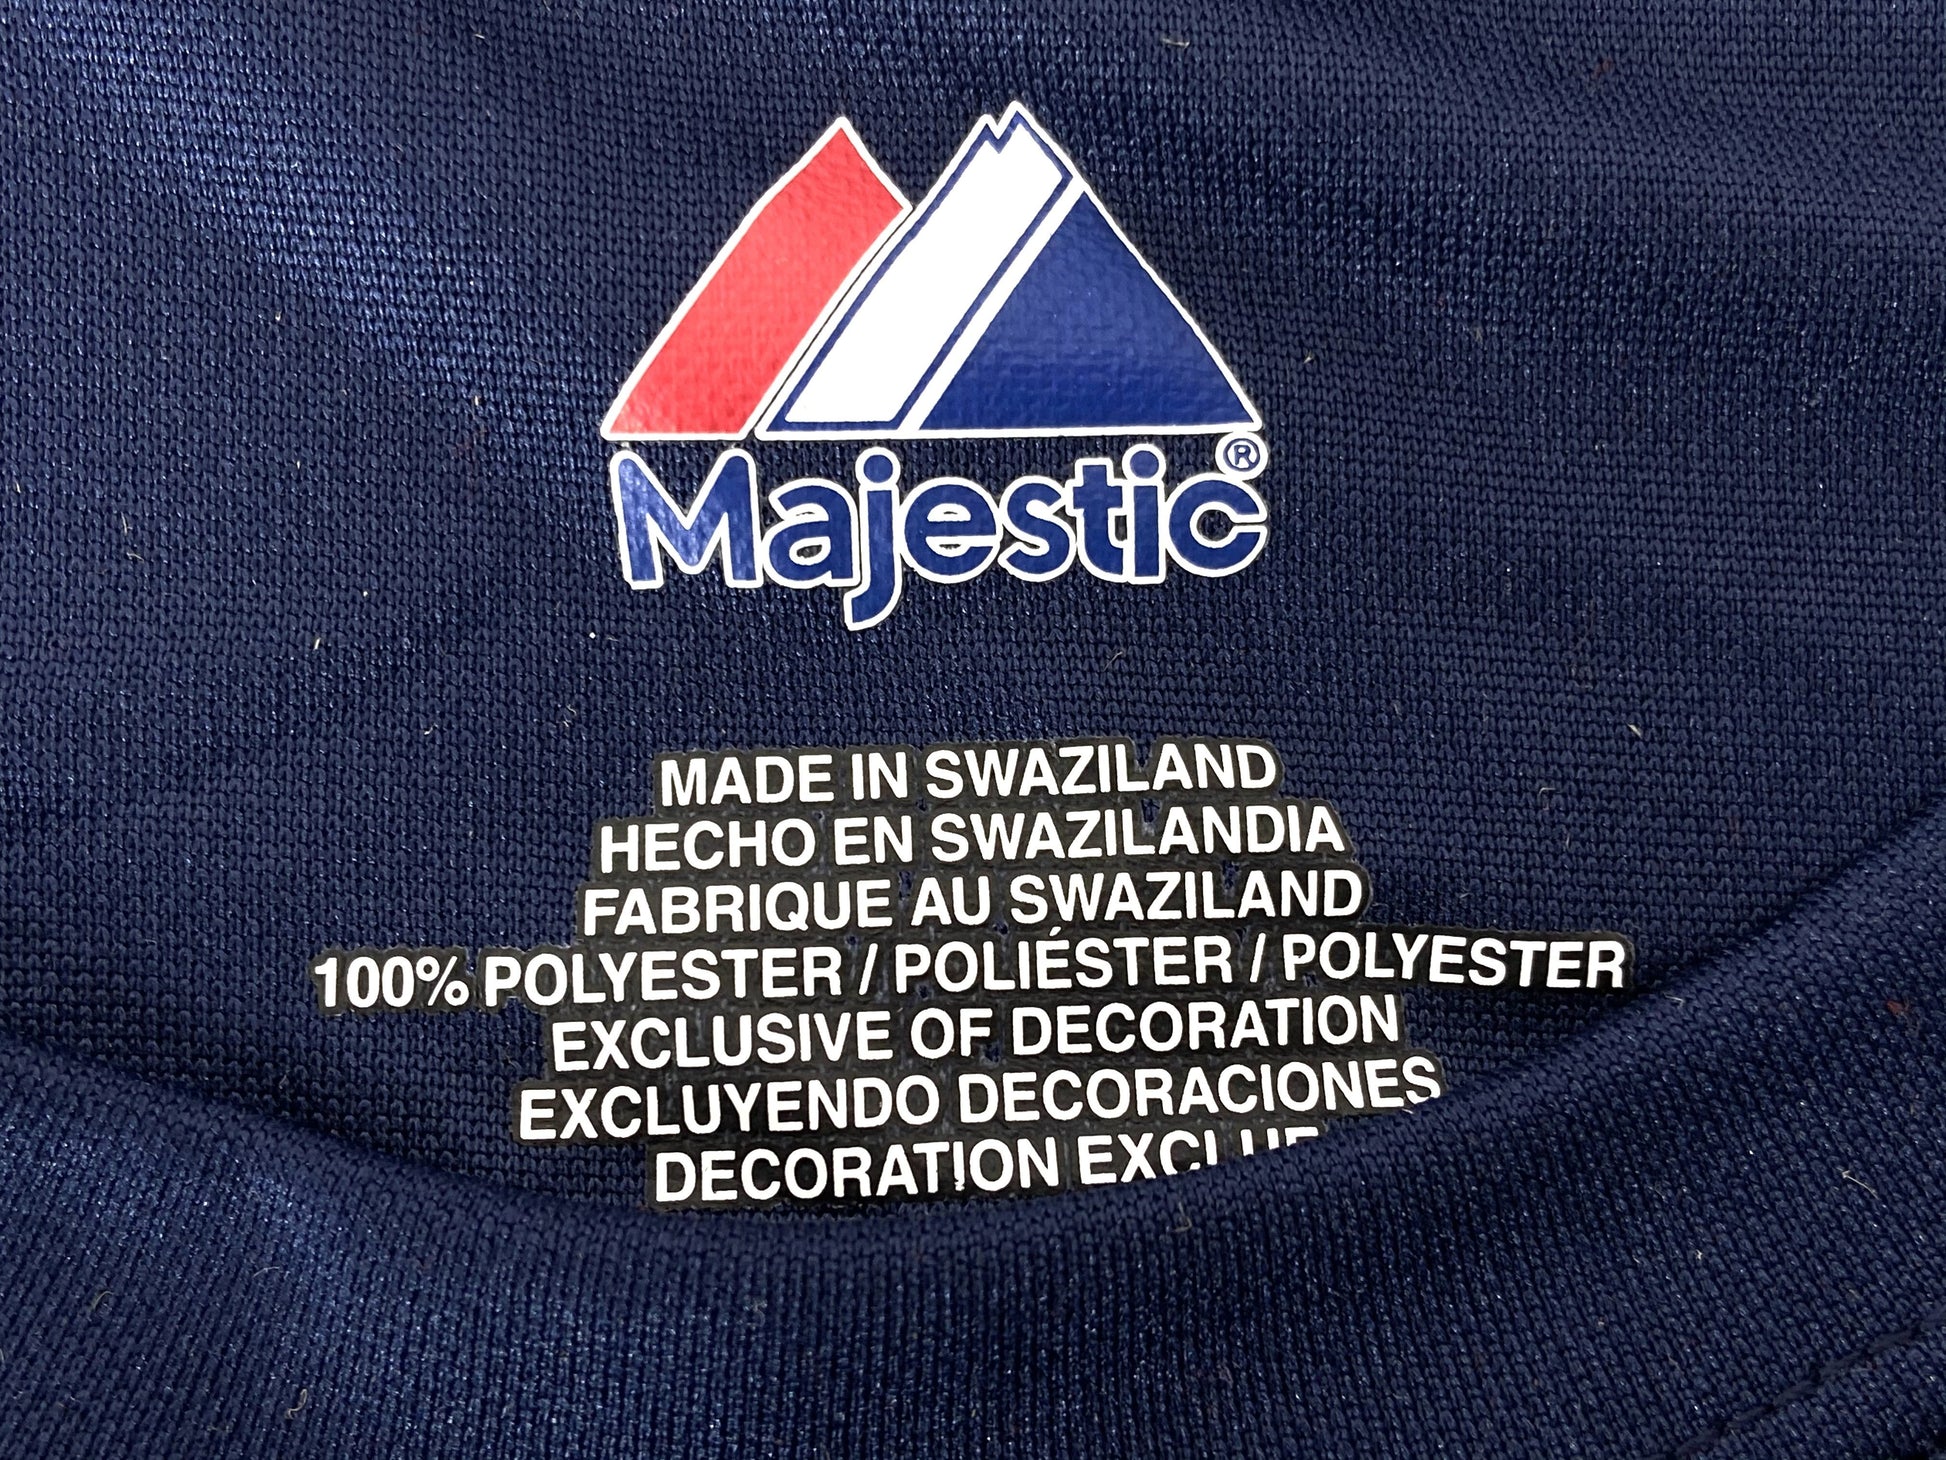 Majestic®
MADE IN SWAZILAND
HECHO EN SWAZILANDIA
FABRIQUE AU SWAZILAND
100% POLYESTER / POLIÉSTER / POLYESTER
EXCLUSIVE OF DECORATION
EXCLUYENDO DECORACIONES
DECORATION